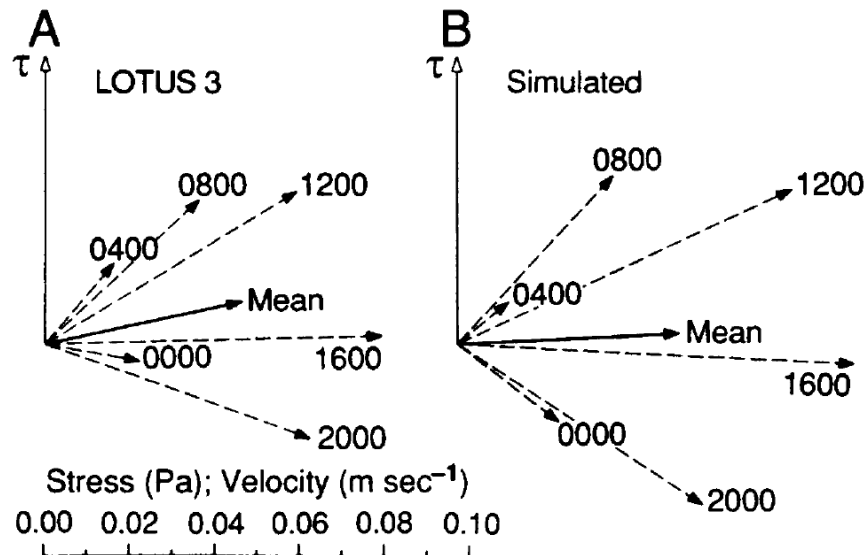 A
τ
LOTUS 3
0800
1200
0400
Mean
1600
0000
2000
B
τ
Simulated
0800
1200
0400
Mean
1600
0000
2000
Stress (Pa); Velocity (m sec⁻¹)
0.00 0.02 0.04 0.06 0.08 0.10